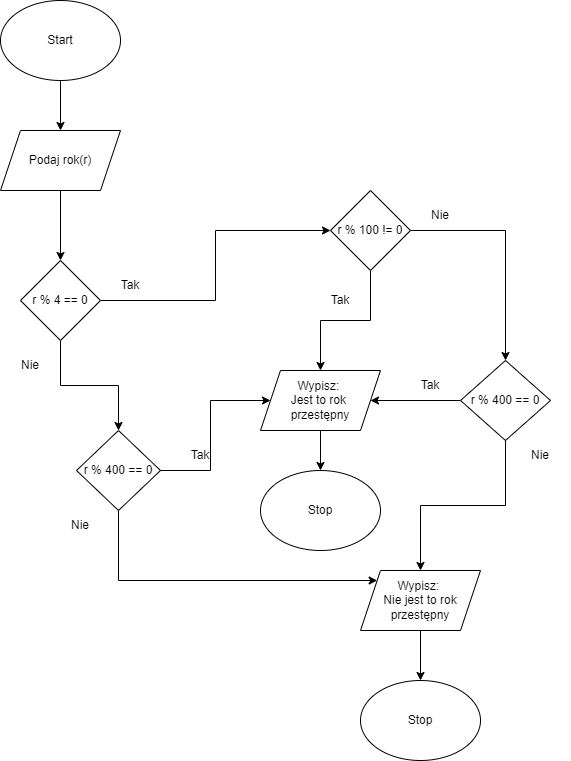 Start
Podaj rok(r)
r % 100 != 0
Nie
Tak
r % 4 == 0
Tak
Nie
Wypisz:
Jest to rok
przestępny
Tak
r % 400 == 0
Tak
r % 400 == 0
Nie
Nie
Stop
Wypisz:
Nie jest to rok
przestępny
Stop